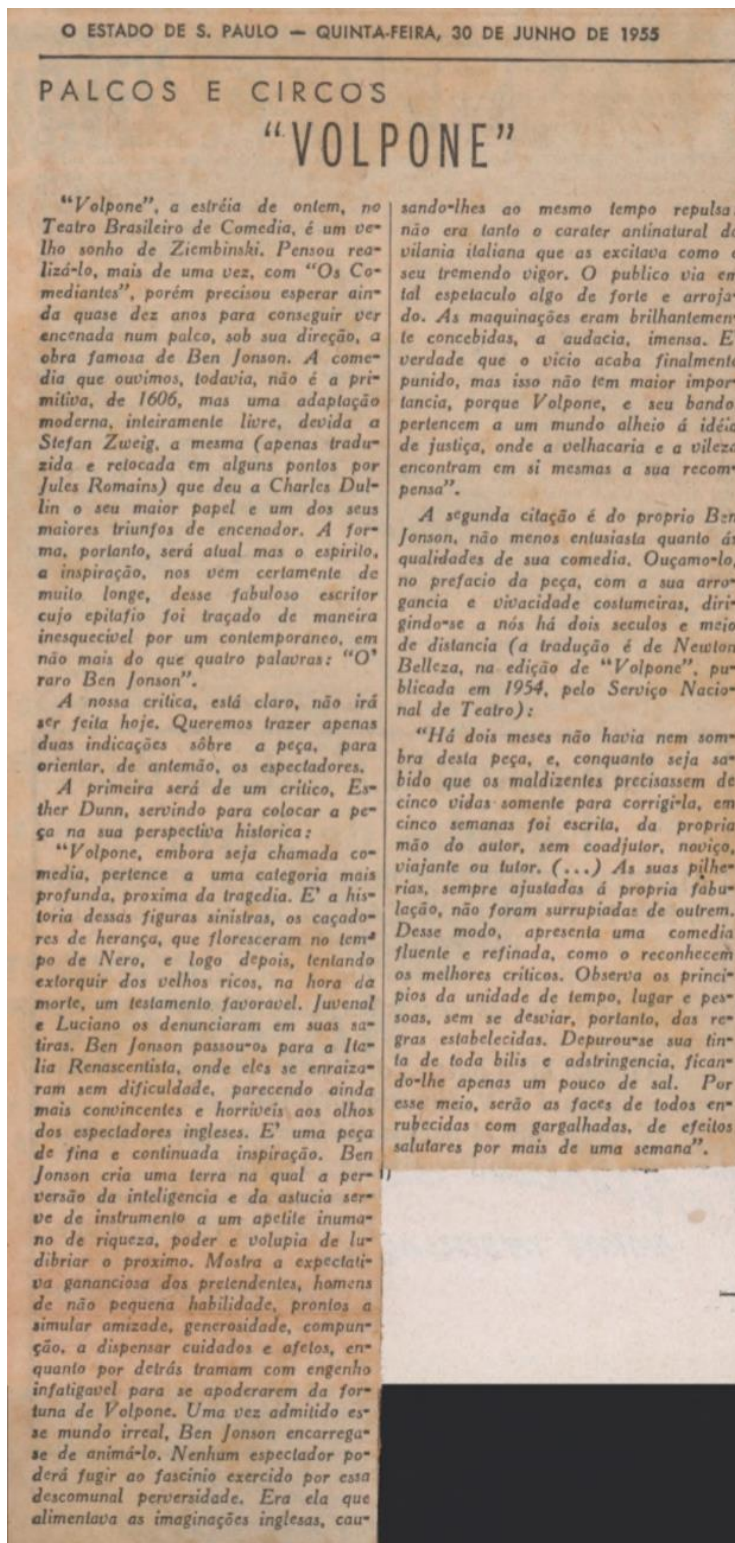 O ESTADO DE S. PAULO — QUINTA-FEIRA, 30 DE JUNHO DE 1955
PALCOS E CIRCOS
"VOLPONE"
"Volpone", a estréia de ontem, no
Teatro Brasileiro de Comedia, é um ve-
lho sonho de Ziembinski. Pensou rea-
lizá-lo, mais de uma vez, com "Os Co-
mediantes", porém precisou esperar ain-
da quase dez anos para conseguir ver
encenada num palco, sob sua direção, a
obra famosa de Ben Jonson. A come-
dia que ouvimos, todavia, não é a pri-
mitiva, de 1606, mas uma adaptação
moderna, inteiramente livre, devida a
Stefan Zweig, a mesma (apenas tradu-
zida e retocada em alguns pontos por
Jules Romains) que deu a Charles Dul-
lin o seu maior papel e um dos seus
maiores triunfos de encenador. A for-
ma, portanto, será atual mas o espirito,
a inspiração, nos vem certamente de
muito longe, desse fabuloso escritor
cujo epitafio foi traçado de maneira
inesquecivel por um contemporaneo, em
não mais do que quatro palavras: "O'
raro Ben Jonson".
A nossa critica, está claro, não irá
ser feita hoje. Queremos trazer apenas
duas indicações sôbre a peça, para
orientar, de antemão, os espectadores.
A primeira será de um critico, Es-
ther Dunn, servindo para colocar a pe-
ça na sua perspectiva historica:
"Volpone, embora seja chamada co-
media, pertence a uma categoria mais
profunda, proxima da tragedia. E' a his-
toria dessas figuras sinistras, os caçado-
res de herança, que floresceram no tem-
po de Nero, e logo depois, tentando
extorquir dos velhos ricos, na hora da
morte, um testamento favoravel. Juvenal
e Luciano os denunciaram em suas sa-
tiras. Ben Jonson passou-os para a Ita-
lia Renascentista, onde eles se enraiza-
ram sem dificuldade, parecendo ainda
mais convincentes e horriveis aos olhos
dos espectadores ingleses. E' uma peça
de fina e continuada inspiração. Ben
Jonson cria uma terra na qual a per-
versão da inteligencia e da astucia ser-
ve de instrumento a um apetite inuma-
no de riqueza, poder e volupia de lu-
dibriar o proximo. Mostra a expectati-
va gananciosa dos pretendentes, homens
de não pequena habilidade, prontos a
simular amizade, generosidade, compun-
ção, a dispensar cuidados e afetos, en-
quanto por detrás tramam com engenho
infatigavel para se apoderarem da for-
tuna de Volpone. Uma vez admitido es-
se mundo irreal, Ben Jonson encarrega-
se de animá-lo. Nenhum espectador po-
derá fugir ao fascinio exercido por essa
descomunal perversidade. Era ela que
alimentava as imaginações inglesas, cau-
sando-lhes ao mesmo tempo repulsa:
não era tanto o carater antinatural da
vilania italiana que as excitava como o
seu tremendo vigor. O publico via em
tal espetaculo algo de forte e arroja-
do. As maquinações eram brilhantemen-
te concebidas, a audacia, imensa. E'
verdade que o vicio acaba finalmente
punido, mas isso não tem maior impor-
tancia, porque Volpone, e seu bando
pertencem a um mundo alheio á idéia
de justiça, onde a velhacaria e a vileza
encontram em si mesmas a sua recom-
pensa".
A segunda citação é do proprio Ben
Jonson, não menos entusiasta quanto ás
qualidades de sua comedia. Ouçamo-lo,
no prefacio da peça, com a sua arro-
gancia e vivacidade costumeiras, diri-
gindo-se a nós há dois seculos e meio
de distancia (a tradução é de Newton
Belleza, na edição de "Volpone", pu-
blicada em 1954, pelo Serviço Nacio-
nal de Teatro):
"Há dois meses não havia nem som-
bra desta peça, e, conquanto seja sa-
bido que os maldizentes precisassem de
cinco vidas somente para corrigi-la, em
cinco semanas foi escrita, da propria
mão do autor, sem coadjutor, noviço,
viajante ou tutor. (...) As suas pilhe-
rias, sempre ajustadas á propria fabu-
lação, não foram surrupiadas de outrem.
Desse modo, apresenta uma comedia
fluente e refinada, como o reconhecem
os melhores criticos. Observa os princi-
pios da unidade de tempo, lugar e pes-
soas, sem se desviar, portanto, das re-
gras estabelecidas. Depurou-se sua tin-
ta de toda bilis e adstringencia, fican-
do-lhe apenas um pouco de sal. Por
esse meio, serão as faces de todos en-
rubecidas com gargalhadas, de efeitos
salutares por mais de uma semana".